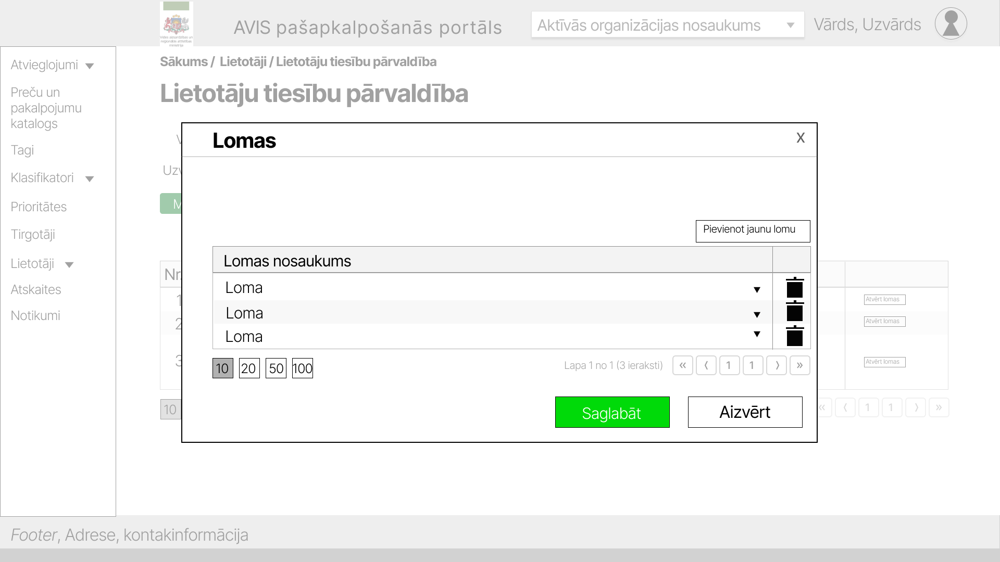 Vides aizsardzības un
reģionālās attīstības
ministrija
AVIS pašapkalpošanās portāls
Aktīvās organizācijas nosaukums
Vārds, Uzvārds
Atvieglojumi
Preču un
pakalpojumu
katalogs
Tagi
Klasifikatori
Prioritātes
Tirgotāji
Lietotāji
Atskaites
Notikumi
Sākums / Lietotāji / Lietotāju tiesību pārvaldība
Lietotāju tiesību pārvaldība
Uzv
M
Nr.
1
2
3
10
Lomas
X
Pievienot jaunu lomu
Lomas nosaukums
Loma
Loma
Loma
10 20 50 100
Lapa 1 no 1 (3 ieraksti) « ⟨ 1 1 ⟩ »
Saglabāt
Aizvērt
Atvērt lomas
Atvērt lomas
Atvērt lomas
« ⟨ 1 1 ⟩ »
Footer, Adrese, kontakinformācija